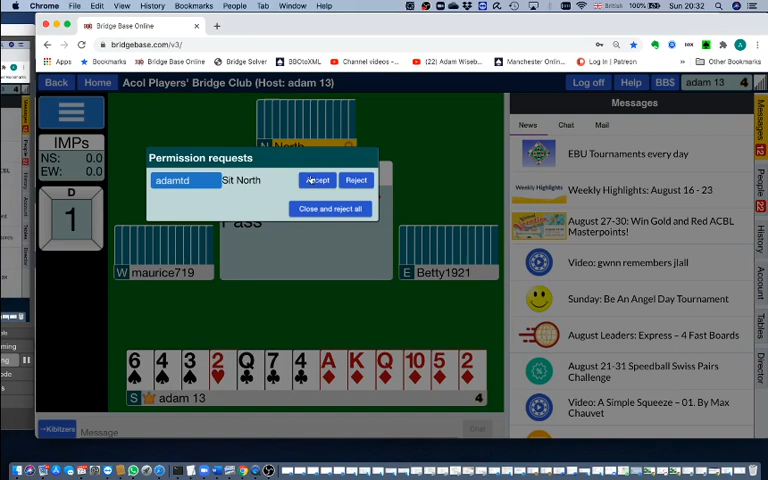 Chrome File Edit View History Bookmarks People Tab Window Help British 100% Sun 20:32
Bridge Base Online
bridgebase.com/v3/
Apps Bookmarks Bridge Base Online Bridge Solver BBOtoXML Channel videos -... (22) Adam Wiseb... Manchester Onlin... Log In | Pairotron Other Bookmarks
Back Home Acol Players' Bridge Club (Host: adam 13) Log off Help BB$ adam 13
Messages
News Chat Mail
IMPs
NS: 0.0
EW: 0.0
D
1
N North
Permission requests
adamtd Sit North Accept Reject
Close and reject all
Pass
W maurice719
E Betty1921
6 4 3 2 Q 7 4 A K Q 10 5 2
S adam 13 4
→Kibitzers Message Chat
EBU Tournaments every day
Weekly Highlights: August 16 - 23
August 27-30: Win Gold and Red ACBL
Masterpoints!
Video: gwnn remembers jlall
Sunday: Be An Angel Day Tournament
August Leaders: Express – 4 Fast Boards
August 21-31 Speedball Swiss Pairs
Challenge
Video: A Simple Squeeze – 01. By Max
Chauvet
Messages 12
People 22
History
Account
Tables
Director